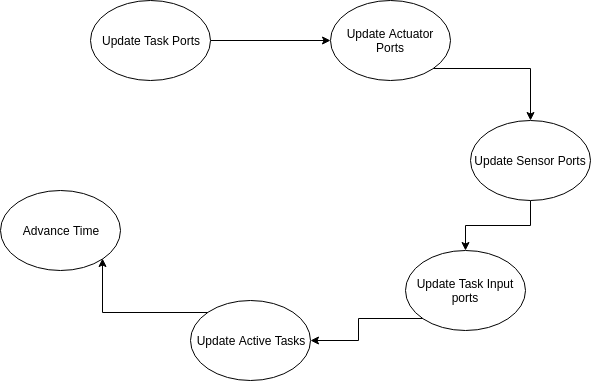 Update Task Ports
Update Actuator
Ports
Update Sensor Ports
Update Task Input
ports
Update Active Tasks
Advance Time